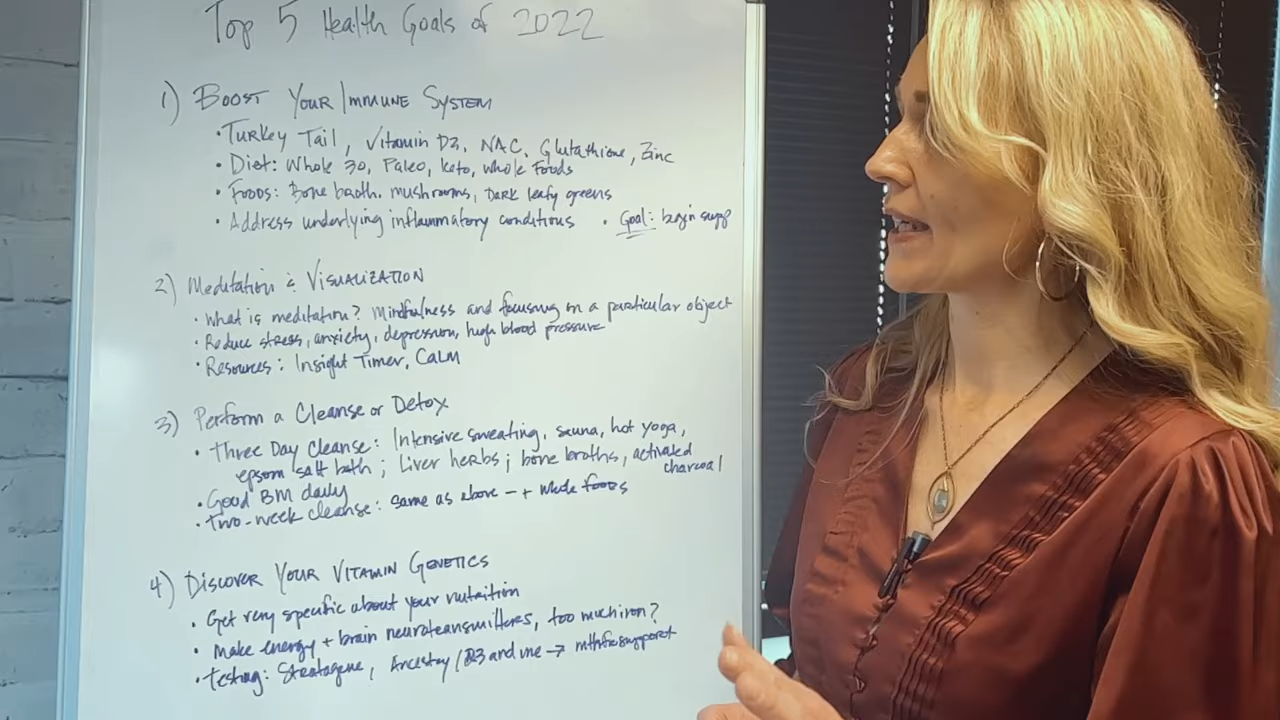 Top 5 Health Goals of 2022
1) Boost Your Immune System
• Turkey Tail, Vitamin D3, NAC, Glutathione, Zinc
• Diet: Whole 30, Paleo, keto, whole foods
• Foods: Bone broth. mushrooms, Dark leafy greens
• Address underlying inflammatory conditions • Goal: begin supp
2) Meditation & Visualization
• What is meditation? Mindfulness and focusing on a particular object
• Reduce stress, anxiety, depression, high blood pressure
• Resources: Insight Timer, Calm
3) Perform a Cleanse or Detox
• Three Day Cleanse: Intensive sweating, sauna, hot yoga,
epsom salt bath; Liver herbs; bone broths, activated
charcoal
• Good BM daily
• Two-week cleanse: same as above - + whole foods
4) Discover Your Vitamin Genetics
• Get very specific about your nutrition
• Make energy + brain neurotransmitters, too much iron?
• Testing: Stratagene, Ancestry / 23 and me → mthfrsupport